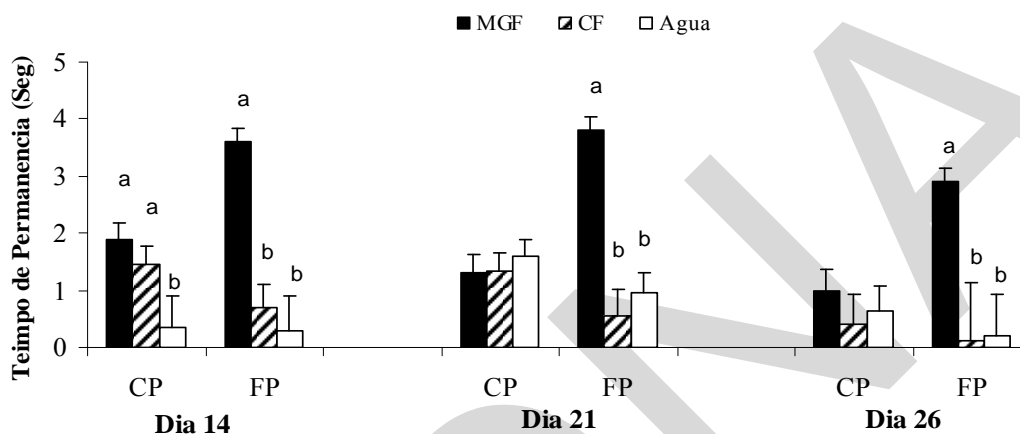 MGF CF Agua
Teimpo de Permanencia (Seg)
5
4
3
2
1
0
a a b a b b a b b a b b
CP FP CP FP CP FP
Dia 14 Dia 21 Dia 26